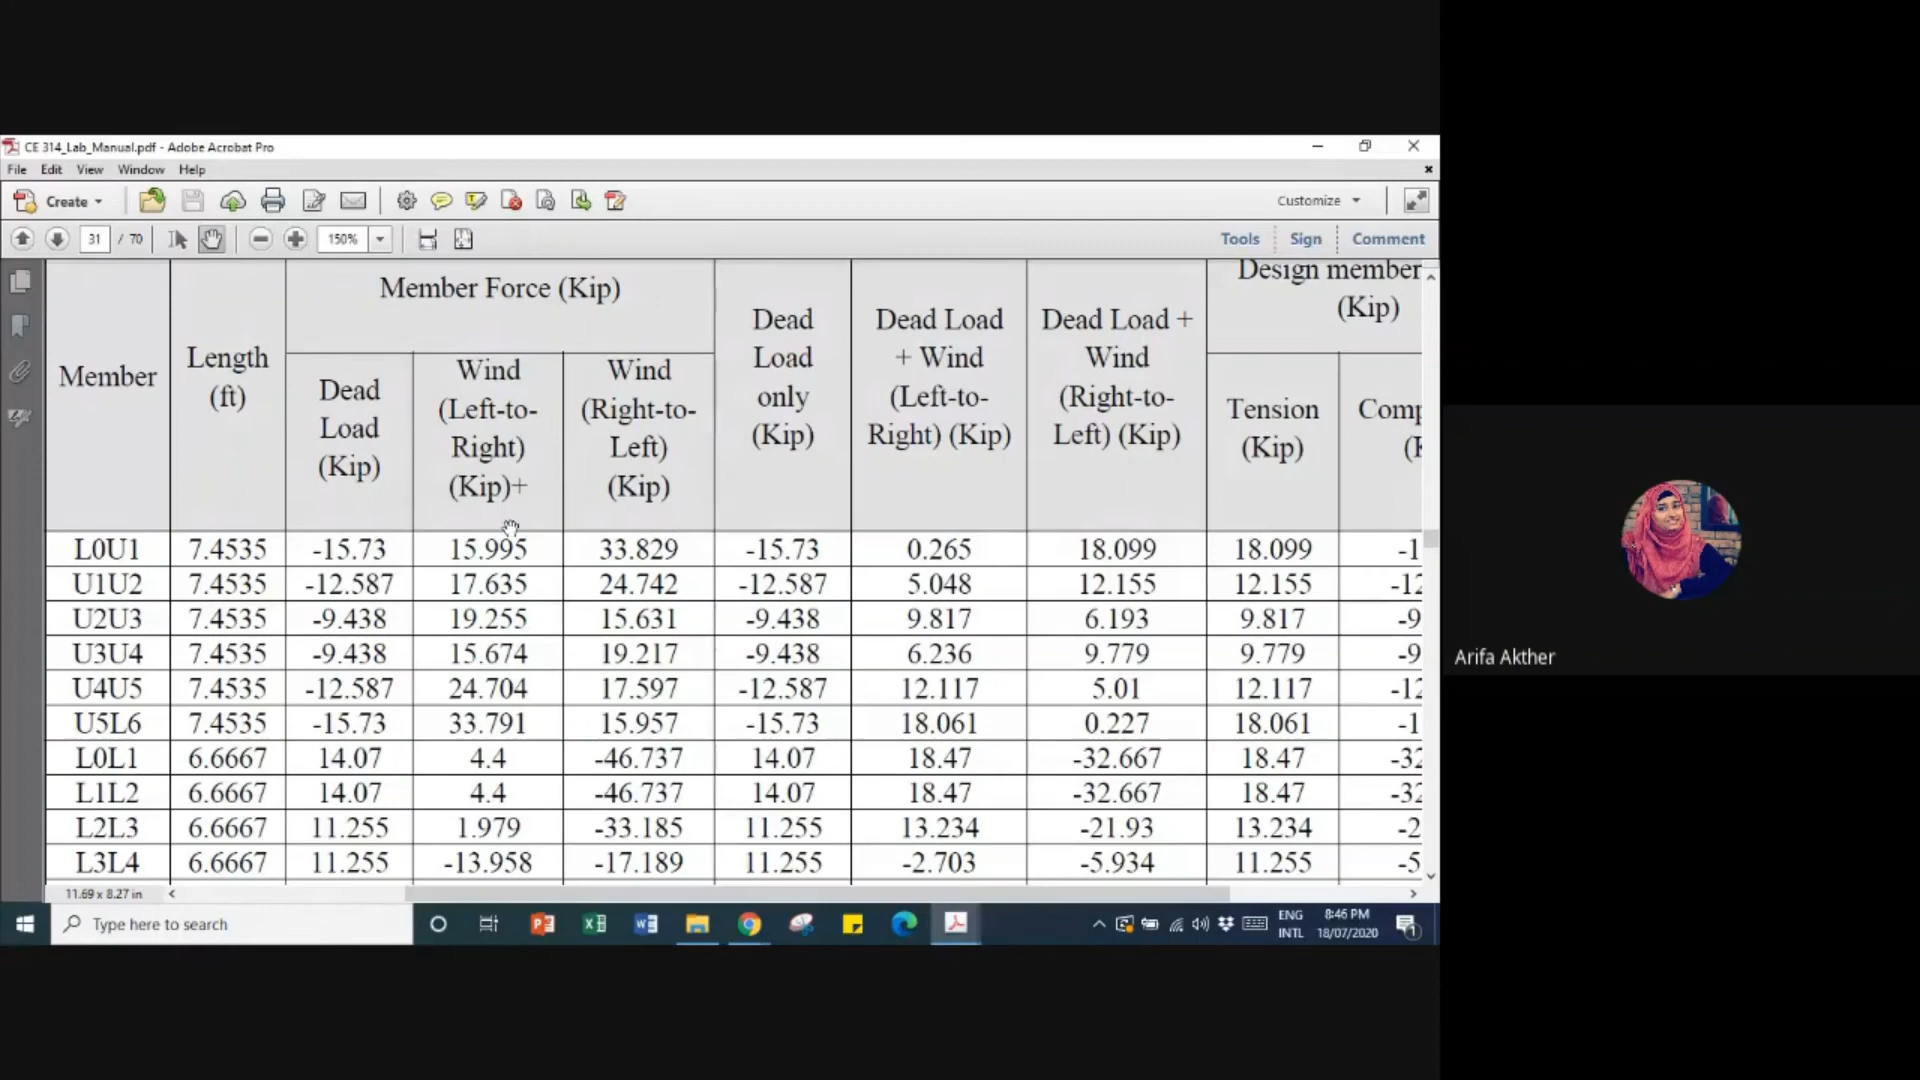 CE 314_Lab_Manual.pdf - Adobe Acrobat Pro
File Edit View Window Help
Create Customize
31 / 70 150% Tools Sign Comment
Member Length (ft) Member Force (Kip) Dead Load only (Kip) Dead Load + Wind (Left-to-Right) (Kip) Dead Load + Wind (Right-to-Left) (Kip) Design member (Kip)
Dead Load (Kip) Wind (Left-to-Right) (Kip)+ Wind (Right-to-Left) (Kip) Tension (Kip) Comp
L0U1 7.4535 -15.73 15.995 33.829 -15.73 0.265 18.099 18.099 -1
U1U2 7.4535 -12.587 17.635 24.742 -12.587 5.048 12.155 12.155 -12
U2U3 7.4535 -9.438 19.255 15.631 -9.438 9.817 6.193 9.817 -9
U3U4 7.4535 -9.438 15.674 19.217 -9.438 6.236 9.779 9.779 -9
U4U5 7.4535 -12.587 24.704 17.597 -12.587 12.117 5.01 12.117 -12
U5L6 7.4535 -15.73 33.791 15.957 -15.73 18.061 0.227 18.061 -1
L0L1 6.6667 14.07 4.4 -46.737 14.07 18.47 -32.667 18.47 -32
L1L2 6.6667 14.07 4.4 -46.737 14.07 18.47 -32.667 18.47 -32
L2L3 6.6667 11.255 1.979 -33.185 11.255 13.234 -21.93 13.234 -2
L3L4 6.6667 11.255 -13.958 -17.189 11.255 -2.703 -5.934 11.255 -5
11.69 x 8.27 in
Type here to search
ENG 8:46 PM
INTL 18/07/2020 1
Arifa Akther